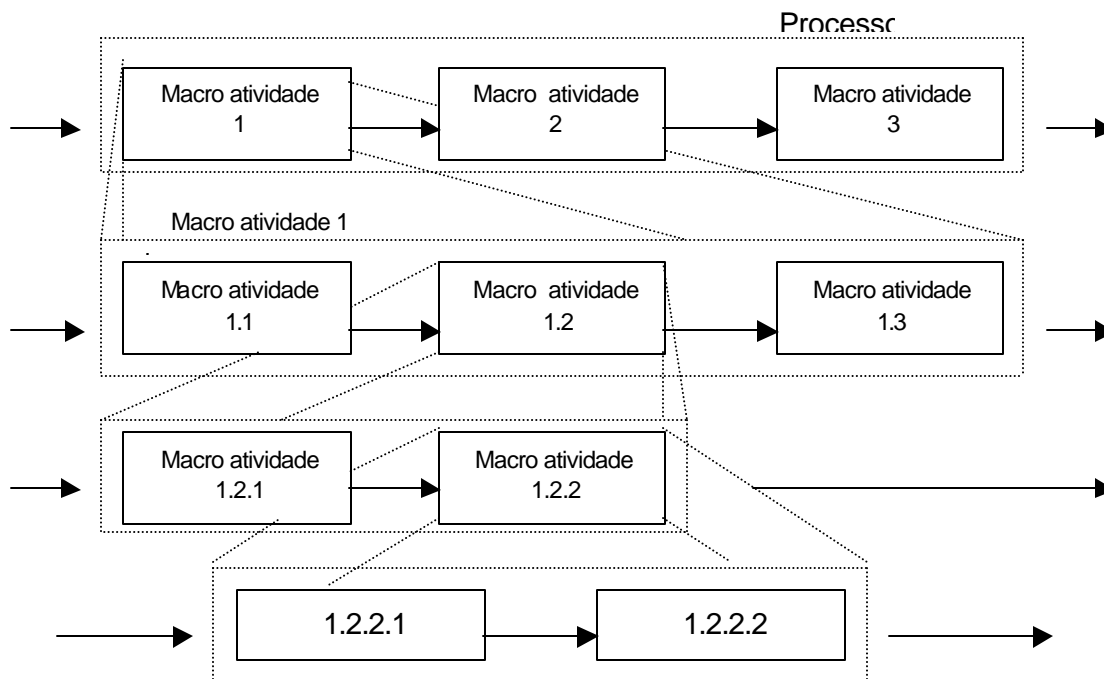 Processo
Macro atividade
1
Macro atividade
2
Macro atividade
3
Macro atividade 1
Macro atividade
1.1
Macro atividade
1.2
Macro atividade
1.3
Macro atividade
1.2.1
Macro atividade
1.2.2
1.2.2.1
1.2.2.2